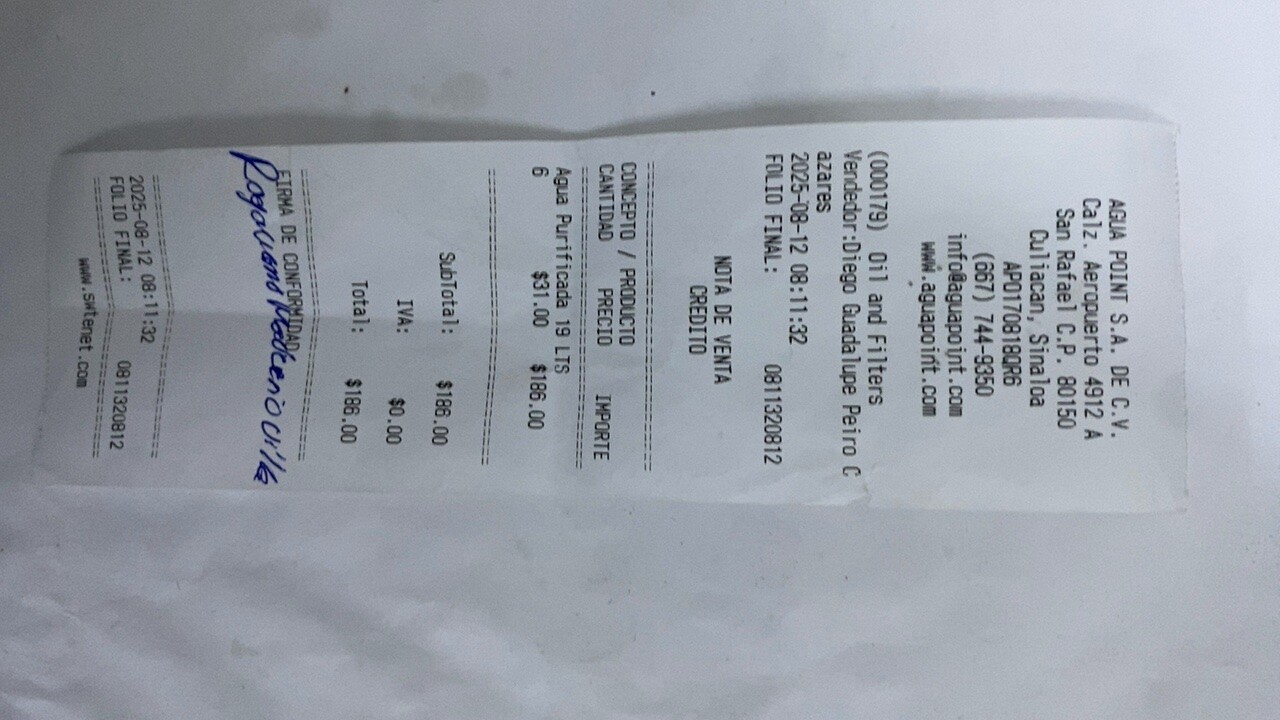 AGUA POINT S.A. DE C.V.
Calz. Aeropuerto 4912 A
San Rafael C.P. 80150
Culiacan, Sinaloa
APO170818QR6
(667) 744-9350
info@aguapoint.com
www.aguapoint.com
(000179) Oil and Filters
Vendedor:Diego Guadalupe Peiro C
azares
2025-08-12 08:11:32
FOLIO FINAL: 0811320812
NOTA DE VENTA
CREDITO
CONCEPTO / PRODUCTO
CANTIDAD PRECIO IMPORTE
Agua Purificada 19 LTS
6 $31.00 $186.00
SubTotal: $186.00
IVA: $0.00
Total: $186.00
FIRMA DE CONFORMIDAD
2025-08-12 08:11:32
FOLIO FINAL: 0811320812
www.swtenet.com